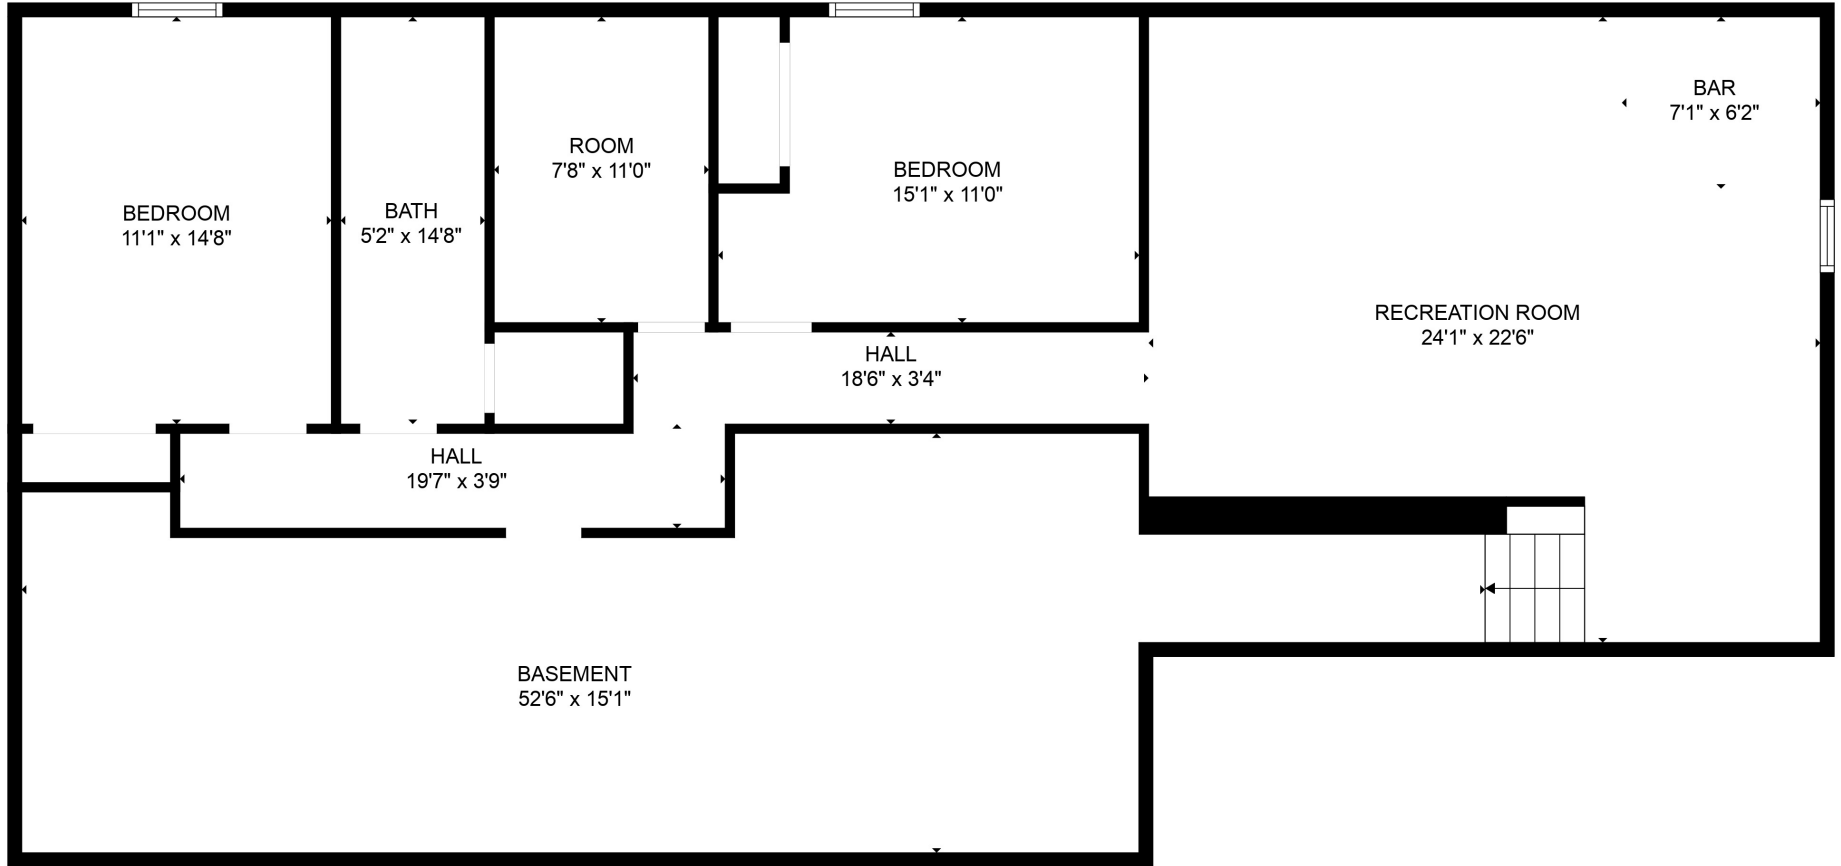 BAR
7'1" x 6'2"
ROOM
7'8" x 11'0"
BEDROOM
15'1" x 11'0"
BEDROOM
11'1" x 14'8"
BATH
5'2" x 14'8"
RECREATION ROOM
24'1" x 22'6"
HALL
18'6" x 3'4"
HALL
19'7" x 3'9"
BASEMENT
52'6" x 15'1"